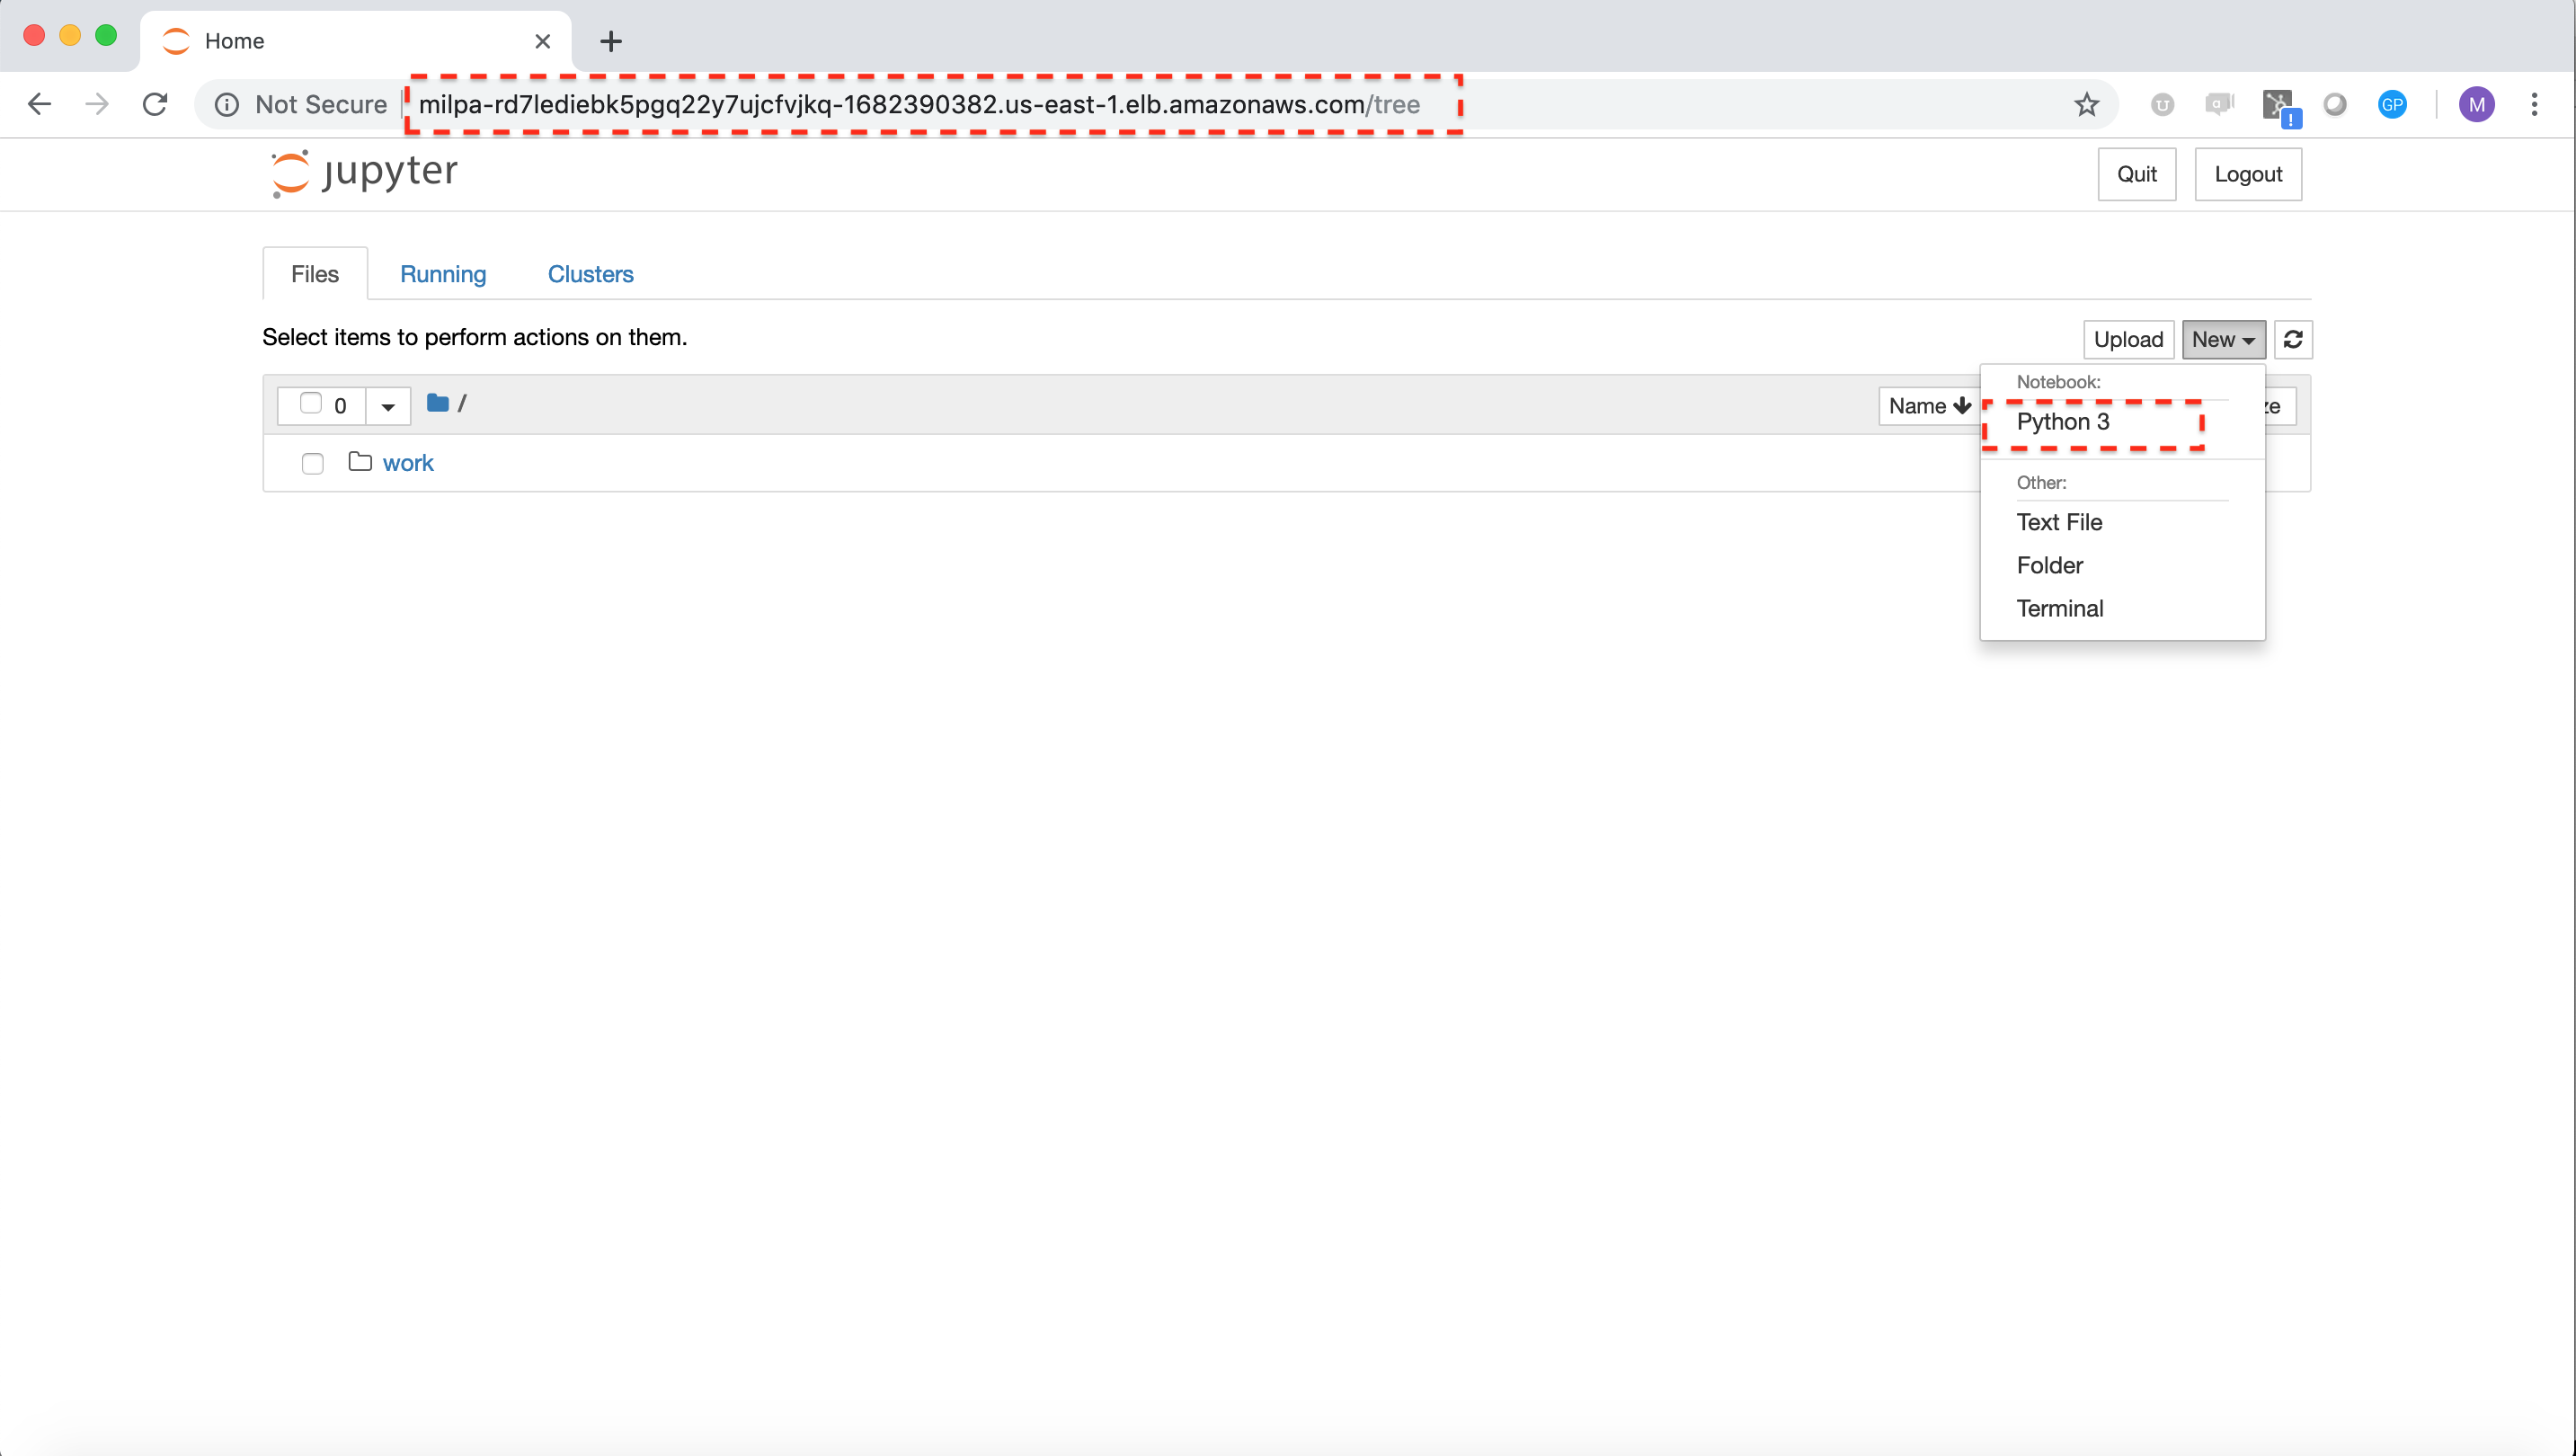 Home
Not Secure milpa-rd7lediebk5pgq22y7ujcfvjkq-1682390382.us-east-1.elb.amazonaws.com/tree
GP
M
jupyter
Quit Logout
Files Running Clusters
Select items to perform actions on them.
Upload New
0 / Name ze
Notebook:
Python 3
work
Other:
Text File
Folder
Terminal